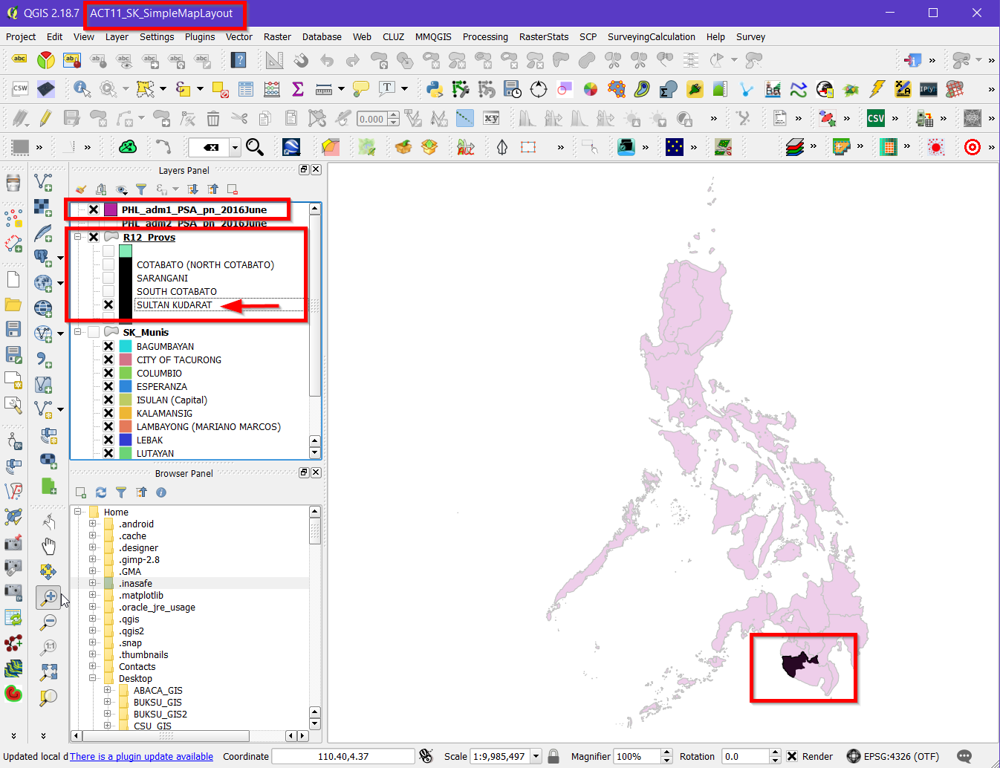 QGIS 2.18.7 ACT11_SK_SimpleMapLayout
Project Edit View Layer Settings Plugins Vector Raster Database Web CLUZ MMQGIS Processing RasterStats SCP SurveyingCalculation Help Survey
abc abc
CSW
0.000 xy CSV
Layers Panel
PHL_adm1_PSA_pn_2016June
PHL_adm2_PSA_pn_2016June
R12_Provs
COTABATO (NORTH COTABATO)
SARANGANI
SOUTH COTABATO
SULTAN KUDARAT
SK_Munis
BAGUMBAYAN
CITY OF TACURONG
COLUMBIO
ESPERANZA
ISULAN (Capital)
KALAMANSIG
LAMBAYONG (MARIANO MARCOS)
LEBAK
LUTAYAN
Browser Panel
Home
.android
.cache
.designer
.gimp-2.8
.GMA
.inasafe
.matplotlib
.oracle_jre_usage
.qgis
.qgis2
.snap
.thumbnails
Contacts
Desktop
ABACA_GIS
BUKSU_GIS
BUKSU_GIS2
CSU_GIS
Updated local d There is a plugin update available Coordinate 110.40,4.37 Scale 1:9,985,497 Magnifier 100% Rotation 0.0 Render EPSG:4326 (OTF)